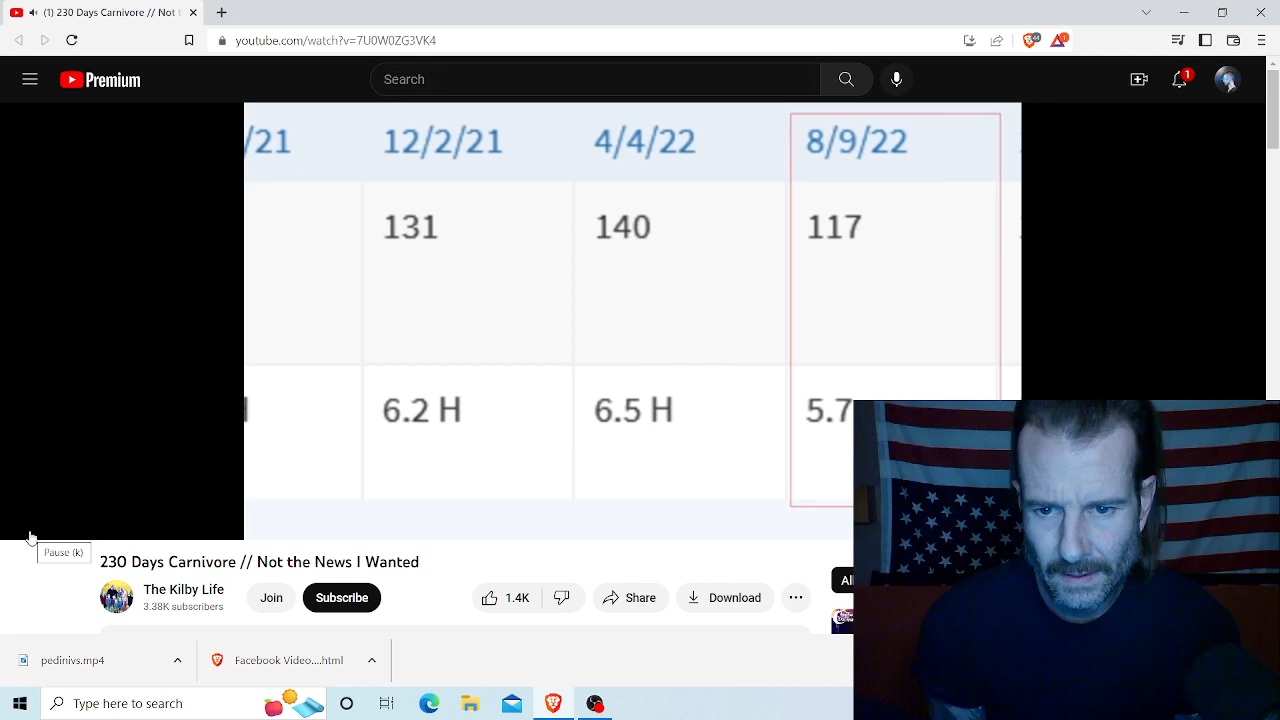 (1) 230 Days Carnivore // Not t
youtube.com/watch?v=7U0W0ZG3VK4
44
1
Premium
Search
1
/21
12/2/21
4/4/22
8/9/22
131
140
117
6.2 H
6.5 H
5.7
Pause (k)
230 Days Carnivore // Not the News I Wanted
The Kilby Life
3.38K subscribers
Join
Subscribe
1.4K
Share
Download
All
pedinivs.mp4
Facebook Video....html
Type here to search